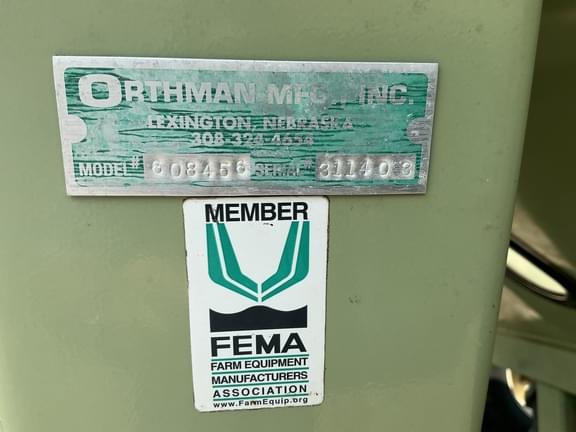 ORTHMAN MFG., INC.
LEXINGTON, NEBRASKA
308-324-4654
MODEL# 608456 SERIAL# 311403
MEMBER
FEMA
FARM EQUIPMENT
MANUFACTURERS
ASSOCIATION
www.FarmEquip.org